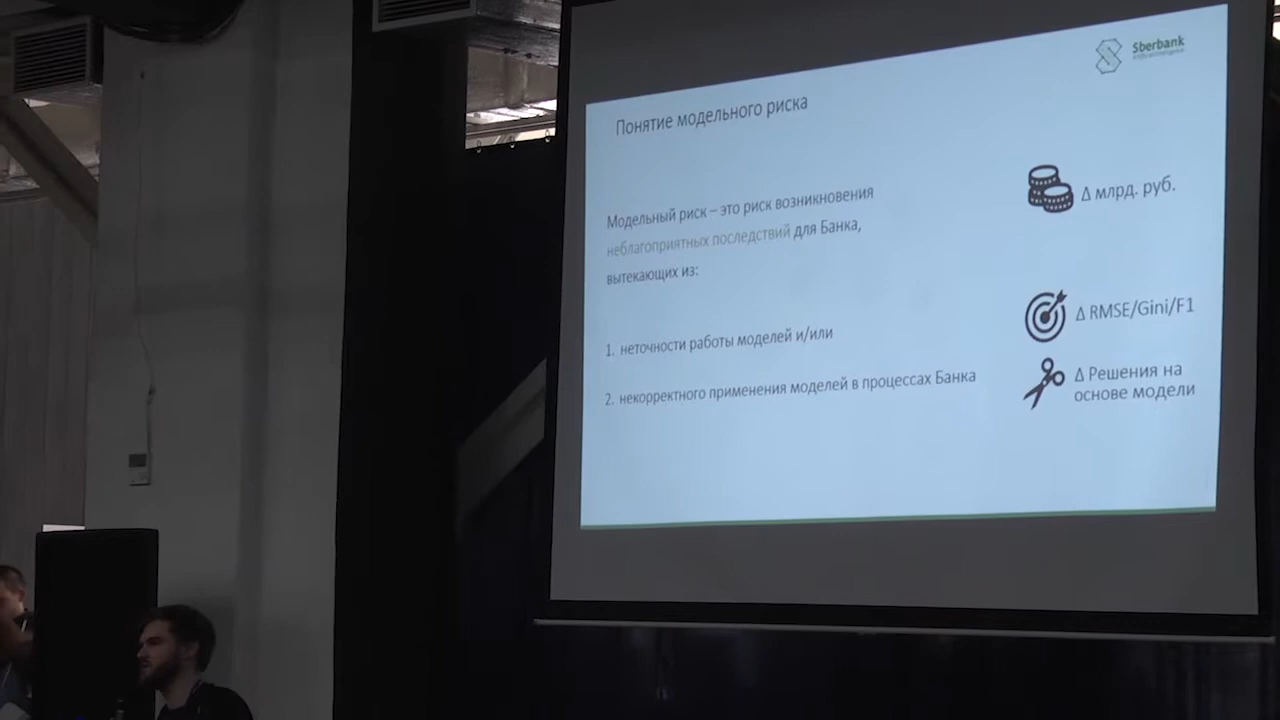 Sberbank
Понятие модельного риска
Модельный риск – это риск возникновения
неблагоприятных последствий для Банка,
вытекающих из:
Δ млрд. руб.
1. неточности работы моделей и/или
Δ RMSE/Gini/F1
2. некорректного применения моделей в процессах Банка
Δ Решения на
основе модели